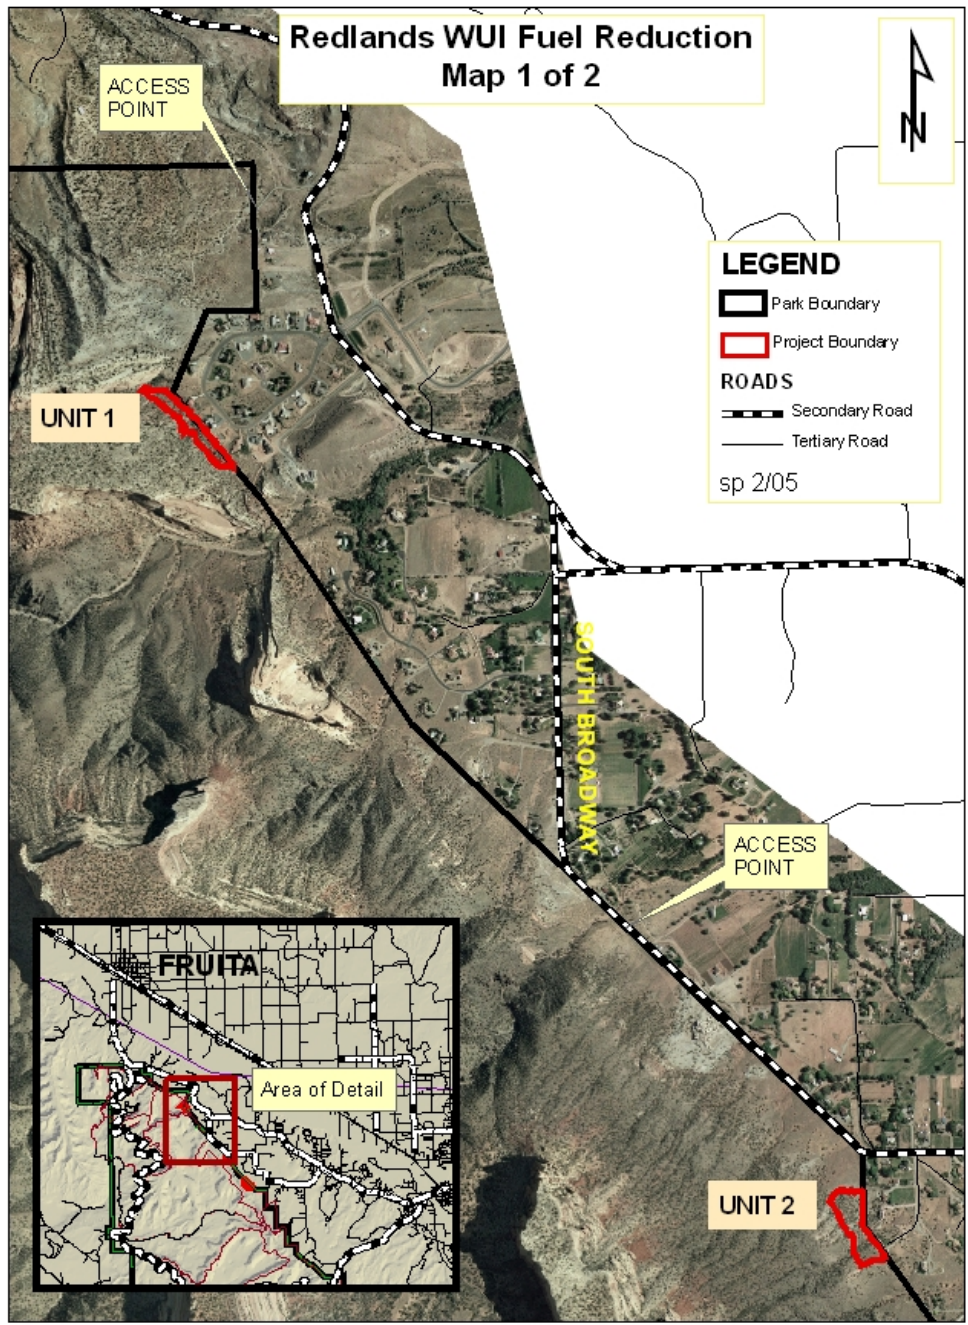 Redlands WUI Fuel Reduction
Map 1 of 2
N
ACCESS
POINT
LEGEND
Park Boundary
Project Boundary
ROADS
Secondary Road
Tertiary Road
sp 2/05
UNIT 1
SOUTH BROADWAY
ACCESS
POINT
FRUITA
Area of Detail
UNIT 2